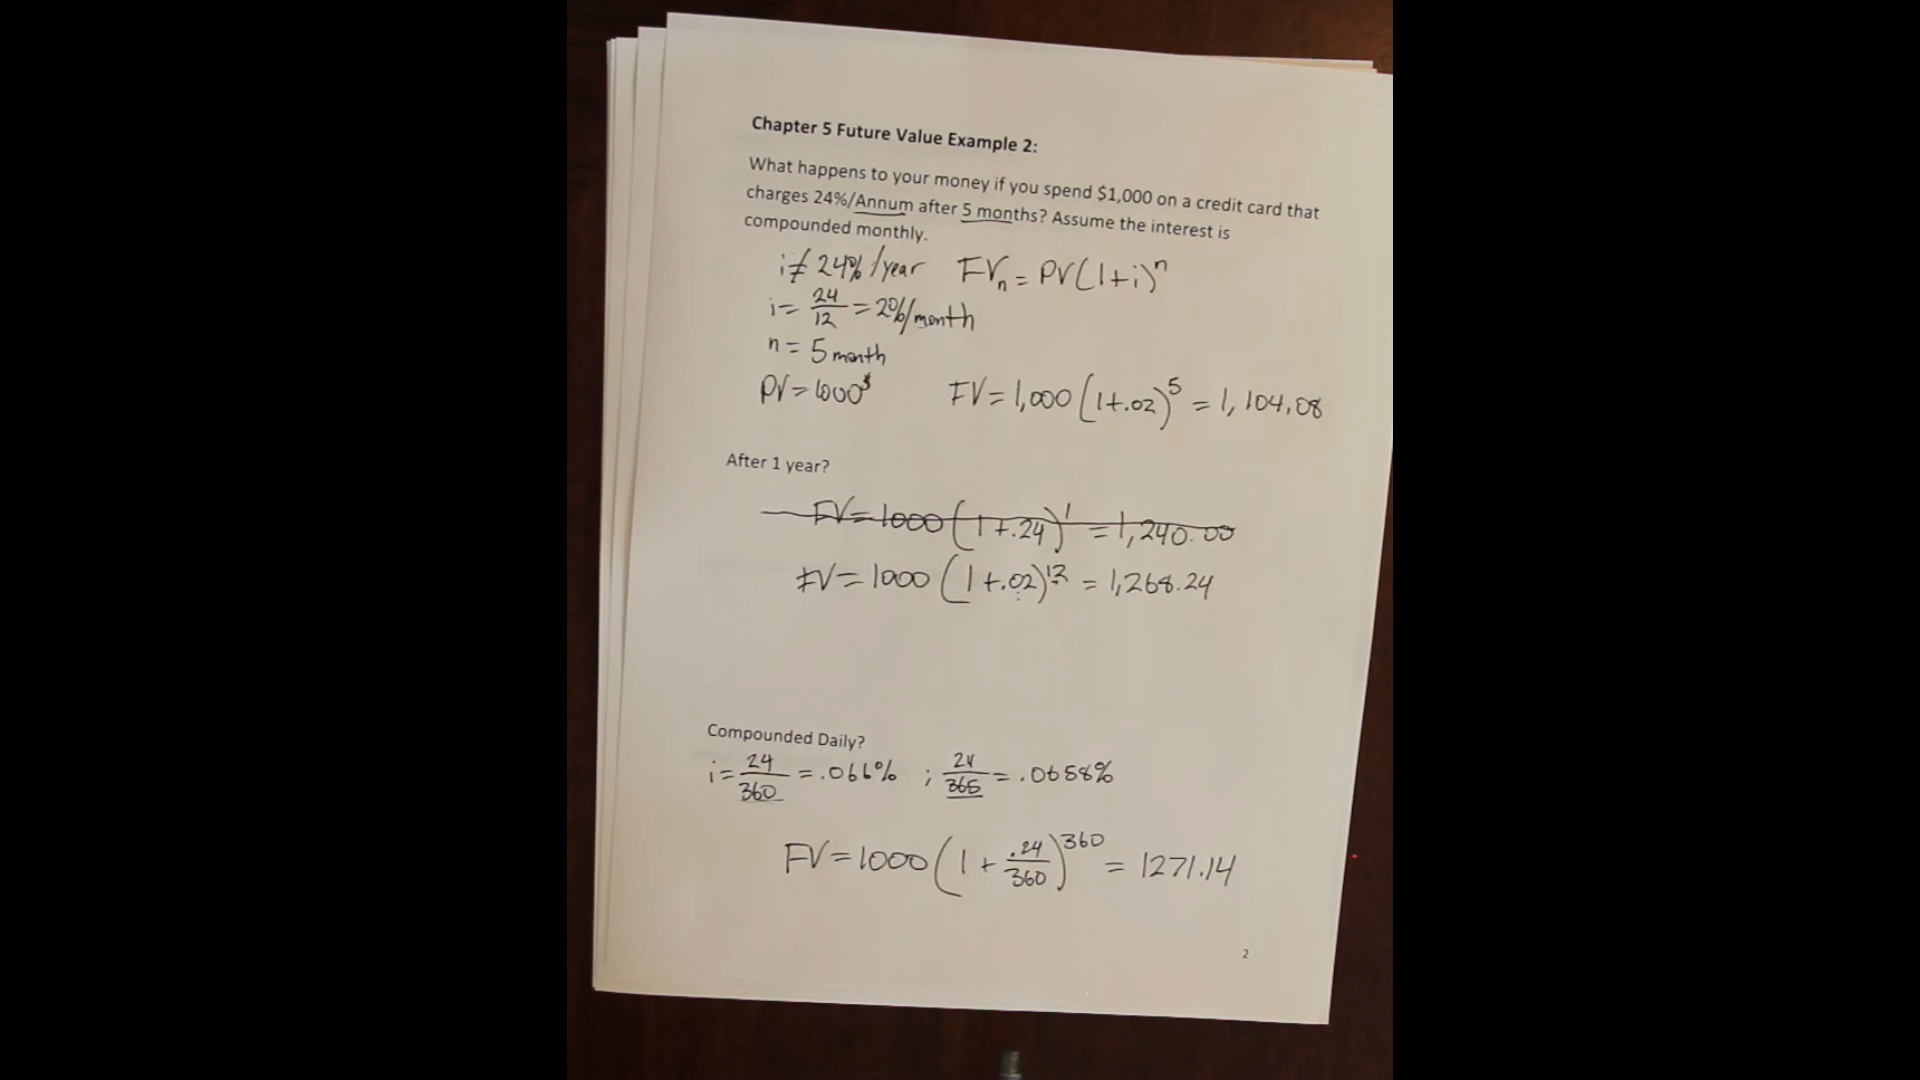 Chapter 5 Future Value Example 2:
What happens to your money if you spend $1,000 on a credit card that
charges 24%/Annum after 5 months? Assume the interest is
compounded monthly.
i ≠ 24% /year FVn = PV(1+i)^n
i = 24/12 = 2%/month
n = 5 month
PV = 1000$ FV = 1,000 (1+.02)^5 = 1,104.08
After 1 year?
FV = 1000 (1+.24)^1 = 1,240.00
FV = 1000 (1+.02)^12 = 1,268.24
Compounded Daily?
i = 24/360 = .066% ; 24/365 = .0658%
FV = 1000 (1 + .24/360)^360 = 1271.14
2